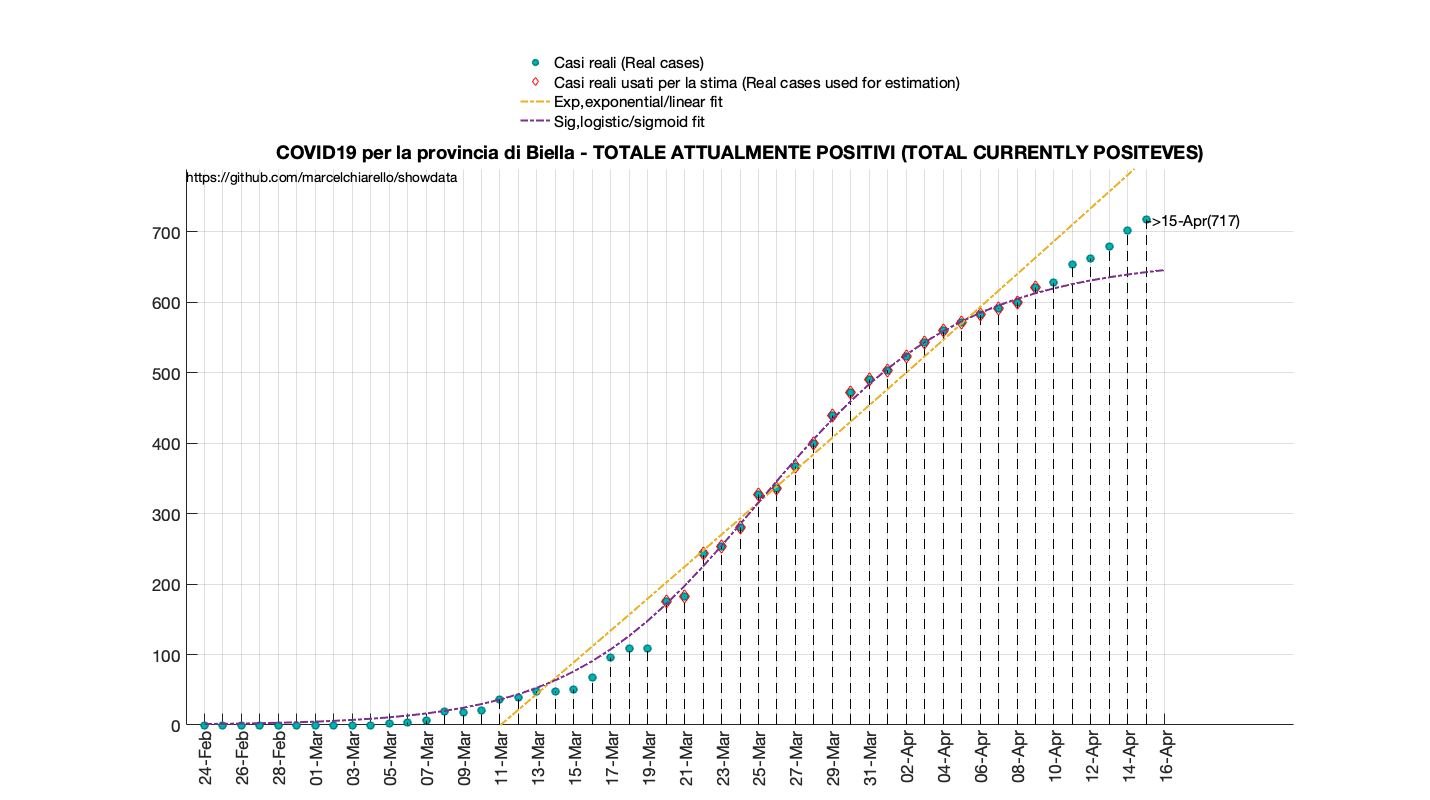 Casi reali (Real cases)
Casi reali usati per la stima (Real cases used for estimation)
Exp,exponential/linear fit
Sig,logistic/sigmoid fit
COVID19 per la provincia di Biella - TOTALE ATTUALMENTE POSITIVI (TOTAL CURRENTLY POSITEVES)
https://github.com/marcelchiarello/showdata
->15-Apr(717)
700
600
500
400
300
200
100
0
24-Feb
26-Feb
28-Feb
01-Mar
03-Mar
05-Mar
07-Mar
09-Mar
11-Mar
13-Mar
15-Mar
17-Mar
19-Mar
21-Mar
23-Mar
25-Mar
27-Mar
29-Mar
31-Mar
02-Apr
04-Apr
06-Apr
08-Apr
10-Apr
12-Apr
14-Apr
16-Apr